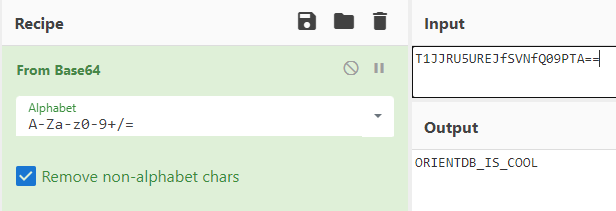 Recipe
From Base64
Alphabet
A-Za-z0-9+/=
Remove non-alphabet chars
Input
T1JJRU5UREJfSVNfQ09PTA==
Output
ORIENTDB_IS_COOL